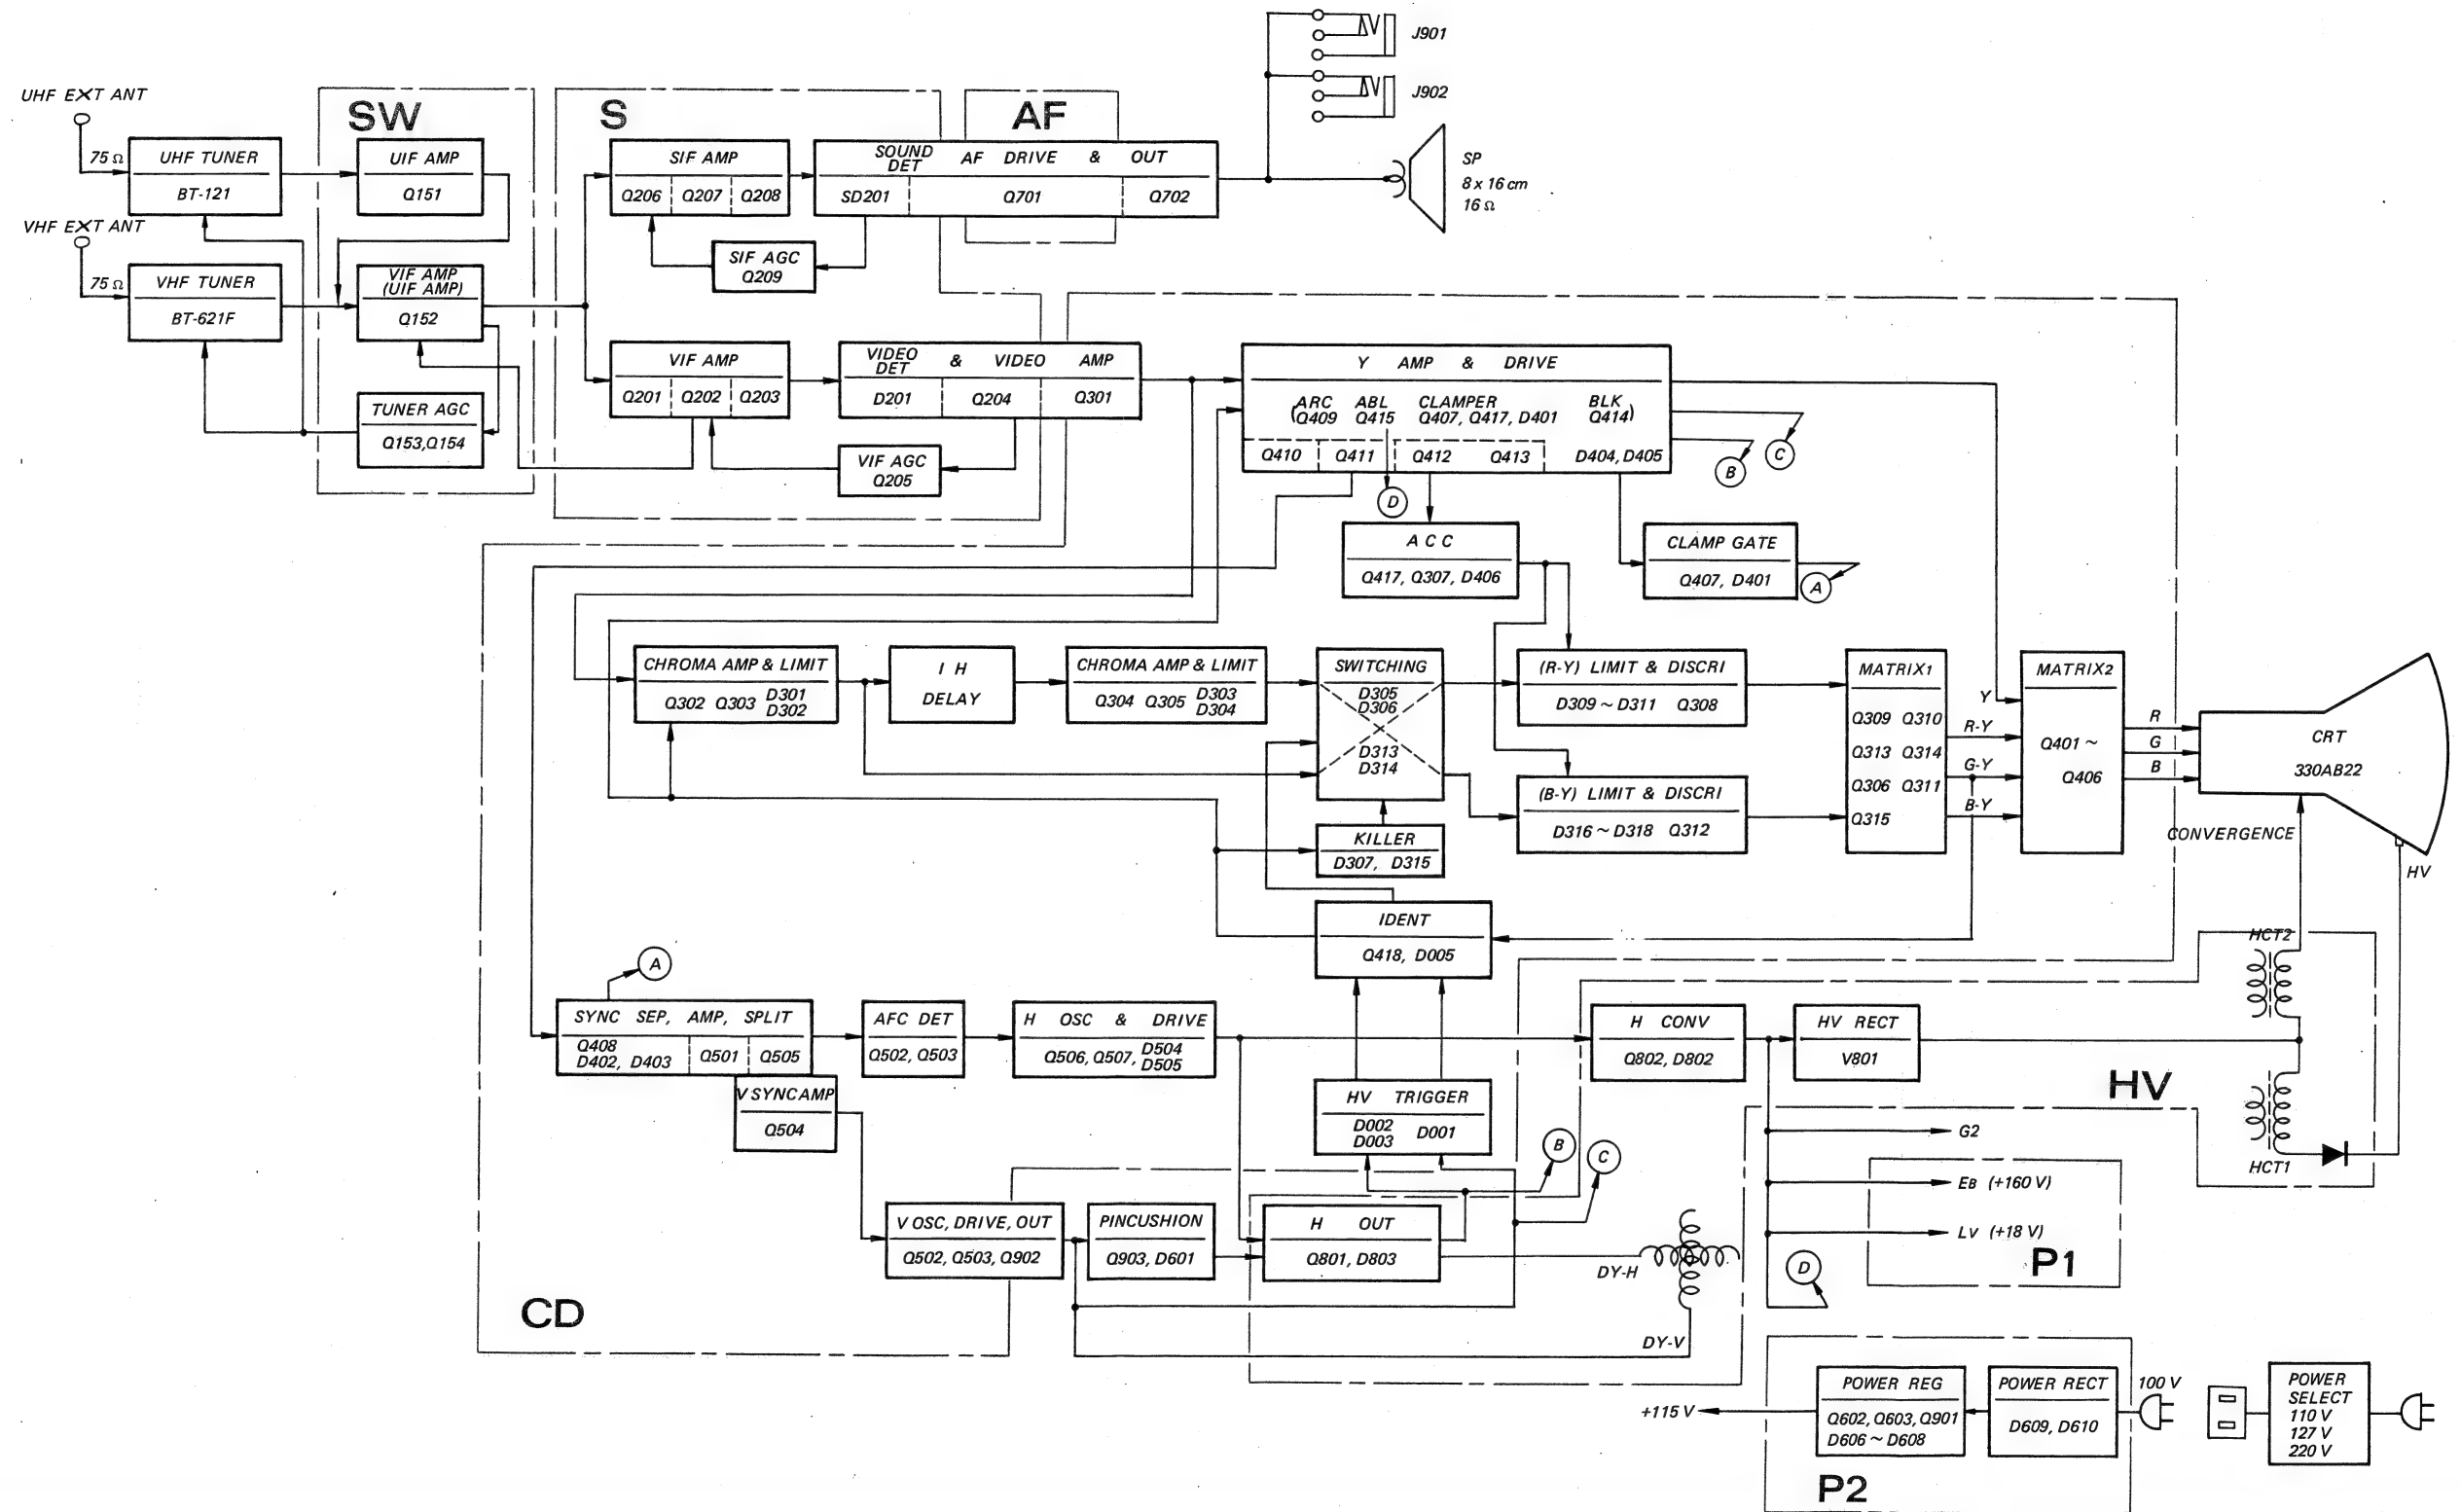 J901
J902
UHF EXT ANT
SW
S
AF
75 Ω
UHF TUNER
BT-121
UIF AMP
Q151
SIF AMP
Q206 Q207 Q208
SOUND DET AF DRIVE & OUT
SD201 Q701 Q702
SP
8 x 16 cm
16 Ω
VHF EXT ANT
75 Ω
VHF TUNER
BT-621F
VIF AMP
(UIF AMP)
Q152
SIF AGC
Q209
TUNER AGC
Q153,Q154
VIF AMP
Q201 Q202 Q203
VIDEO DET & VIDEO AMP
D201 Q204 Q301
VIF AGC
Q205
Y AMP & DRIVE
(ARC ABL CLAMPER BLK
Q409 Q415 Q407, Q417, D401 Q414)
Q410 Q411 Q412 Q413 D404, D405
C
B
D
ACC
Q417, Q307, D406
CLAMP GATE
Q407, D401
A
CHROMA AMP & LIMIT
Q302 Q303 D301
D302
I H
DELAY
CHROMA AMP & LIMIT
Q304 Q305 D303
D304
SWITCHING
D305
D306
D313
D314
(R-Y) LIMIT & DISCRI
D309 ~ D311 Q308
(B-Y) LIMIT & DISCRI
D316 ~ D318 Q312
MATRIX1
Q309 Q310
Q313 Q314
Q306 Q311
Q315
Y
R-Y
G-Y
B-Y
MATRIX2
Q401 ~
Q406
R
G
B
CRT
330AB22
CONVERGENCE
HV
KILLER
D307, D315
IDENT
Q418, D005
HCT2
A
SYNC SEP, AMP, SPLIT
Q408
D402, D403 Q501 Q505
AFC DET
Q502, Q503
H OSC & DRIVE
Q506, Q507, D504
D505
H CONV
Q802, D802
HV RECT
V801
HV
V SYNC AMP
Q504
HV TRIGGER
D002
D003 D001
B
C
G2
HCT1
EB (+160 V)
LV (+18 V)
P1
V OSC, DRIVE, OUT
Q502, Q503, Q902
PINCUSHION
Q903, D601
H OUT
Q801, D803
DY-H
D
CD
DY-V
POWER REG
Q602, Q603, Q901
D606 ~ D608
POWER RECT
D609, D610
100 V
+115 V
POWER
SELECT
110 V
127 V
220 V
P2